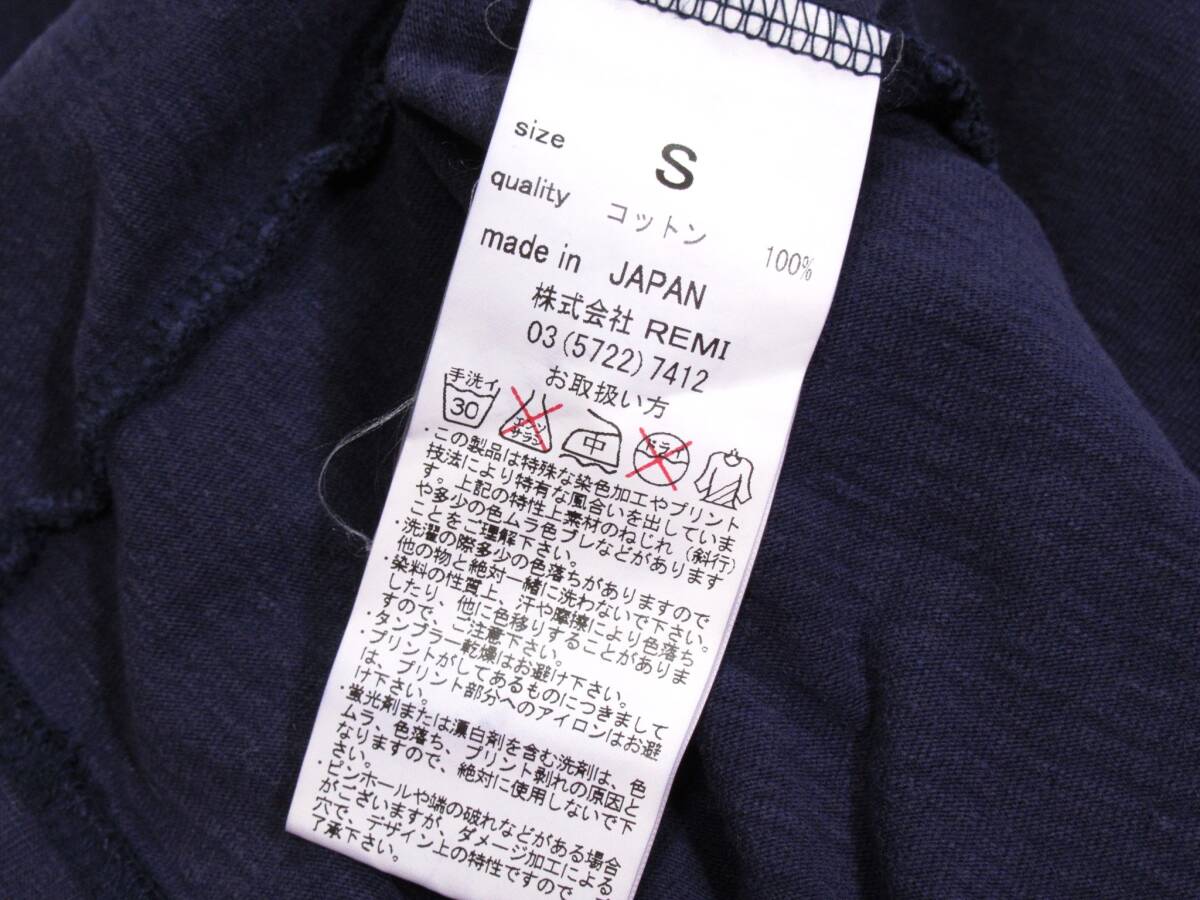 size S
quality コットン 100%
made in JAPAN
株式会社 REMI
03(5722)7412
お取扱い方
手洗イ
30 エンソ サラシ 中 ドライ
・この製品は特殊な染色加工やプリント
技法により特有な風合いを出していま
す。上記の特性上素材のねじれ(斜行)
や多少の色ムラ色ブレなどがあります
ことをご理解下さい。
・洗濯の際多少の色落ちがありますので
他の物と絶対一緒に洗わないで下さい。
・染料の性質上、汗や摩擦により色落ち
したり、他に色移りすることがありま
すので、ご注意下さい。
・タンブラー乾燥はお避け下さい。
・プリントがしてあるものにつきまして
は、プリント部分へのアイロンはお避
け下さい。
・蛍光剤または漂白剤を含む洗剤は、色
ムラ、色落ち、プリント剥れの原因と
なりますので、絶対に使用しないで下
さい。
・ピンホールや端の破れなどがある場合
がございますが、ダメージ加工による
穴で、デザイン上の特性ですので
了承下さい。